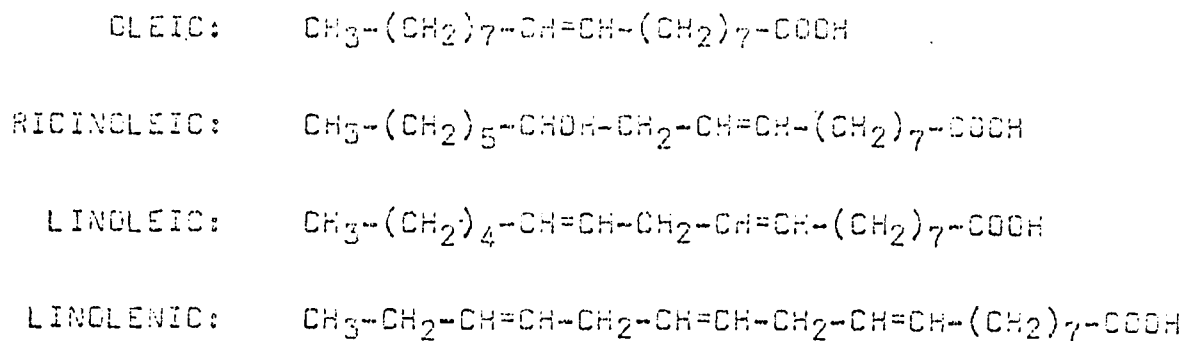 OLEIC: CH3-(CH2)7-CH=CH-(CH2)7-COOH
RICINOLEIC: CH3-(CH2)5-CHOH-CH2-CH=CH-(CH2)7-COOH
LINOLEIC: CH3-(CH2)4-CH=CH-CH2-CH=CH-(CH2)7-COOH
LINOLENIC: CH3-CH2-CH=CH-CH2-CH=CH-CH2-CH=CH-(CH2)7-COOH